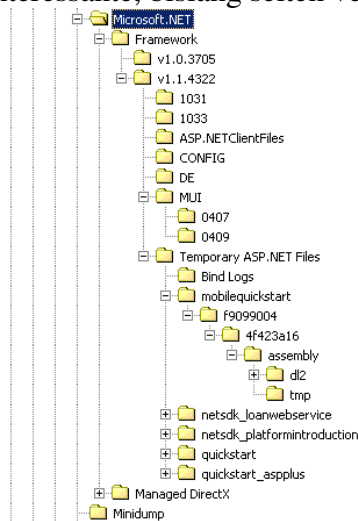 Microsoft.NET
Framework
v1.0.3705
v1.1.4322
1031
1033
ASP.NETClientFiles
CONFIG
DE
MUI
0407
0409
Temporary ASP.NET Files
Bind Logs
mobilequickstart
f9099004
4f423a16
assembly
dl2
tmp
netsdk_loanwebservice
netsdk_platformintroduction
quickstart
quickstart_aspplus
Managed DirectX
Minidump